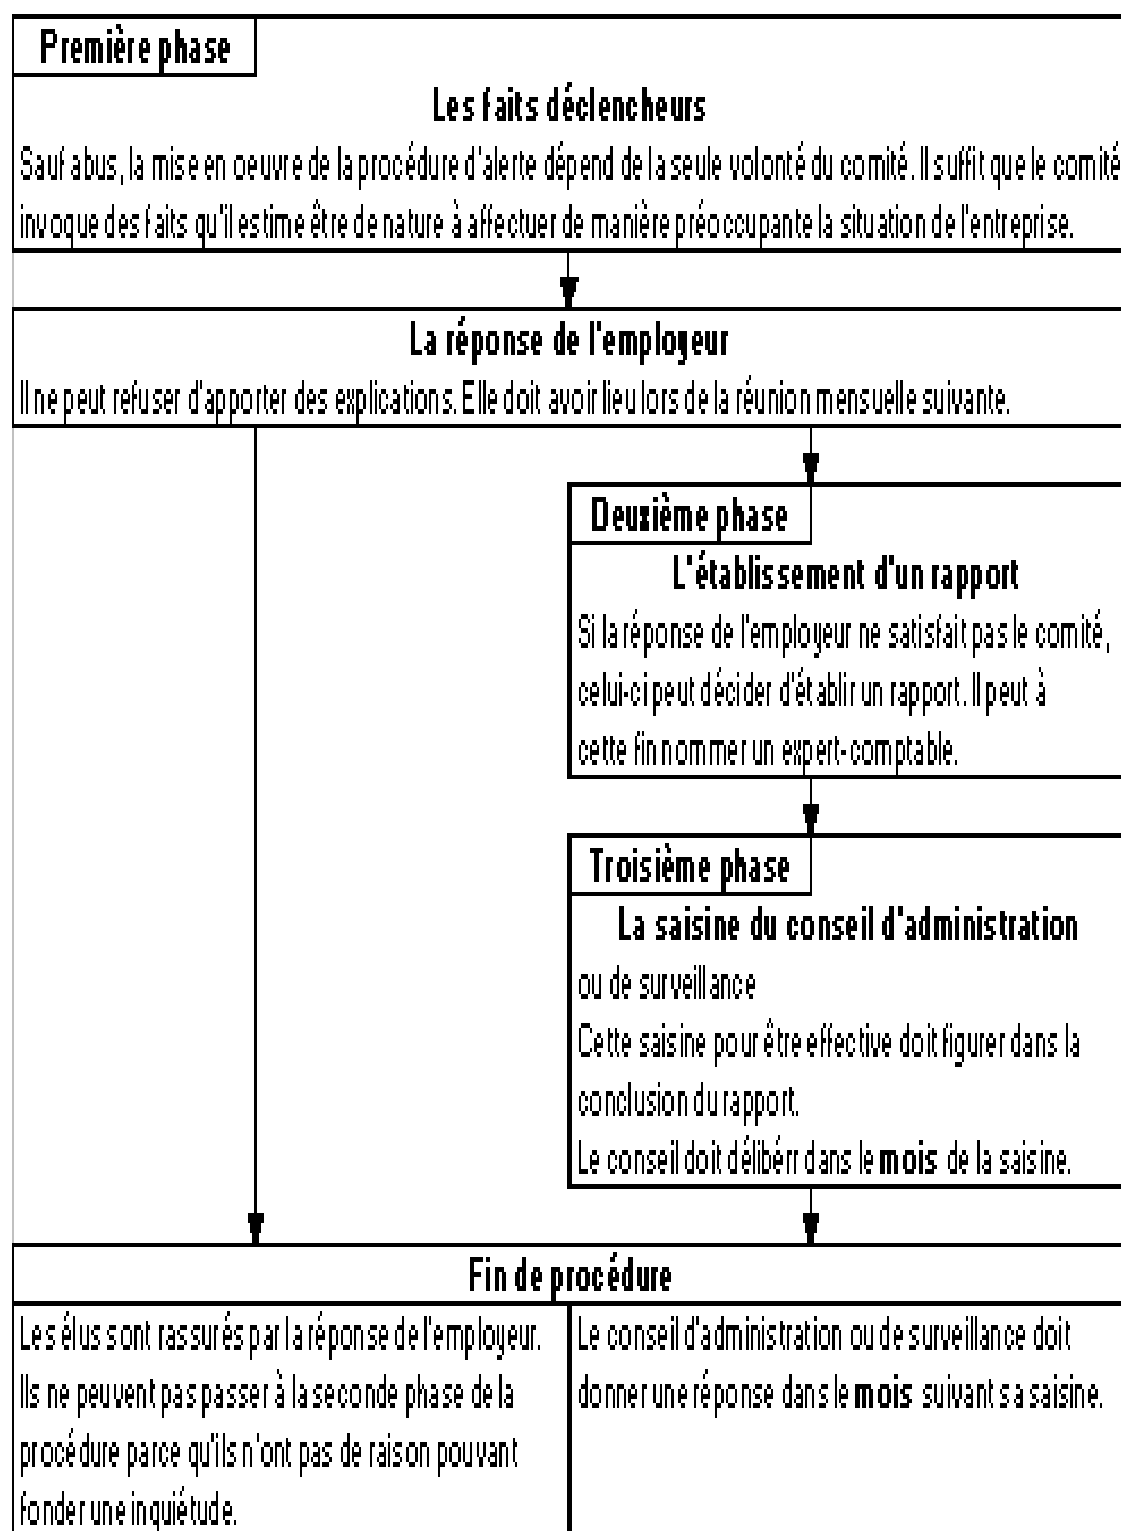 Première phase
Les faits déclencheurs
Sauf abus, la mise en oeuvre de la procédure d'alerte dépend de la seule volonté du comité. Il suffit que le comité
invoque des faits qu'il estime être de nature à affectuer de manière préoccupante la situation de l'entreprise.
La réponse de l'employeur
Il ne peut refuser d'apporter des explications. Elle doit avoir lieu lors de la réunion mensuelle suivante.
Deuxième phase
L'établissement d'un rapport
Si la réponse de l'employeur ne satisfait pas le comité,
celui-ci peut décider d'établir un rapport. Il peut à
cette fin nommer un expert-comptable.
Troisième phase
La saisine du conseil d'administration
ou de surveillance
Cette saisine pour être effective doit figurer dans la
conclusion du rapport.
Le conseil doit délibérr dans le mois de la saisine.
Fin de procédure
Les élus sont rassurés par la réponse de l'employeur.
Ils ne peuvent pas passer à la seconde phase de la
procédure parce qu'ils n'ont pas de raison pouvant
fonder une inquiétude.
Le conseil d'administration ou de surveillance doit
donner une réponse dans le mois suivant sa saisine.